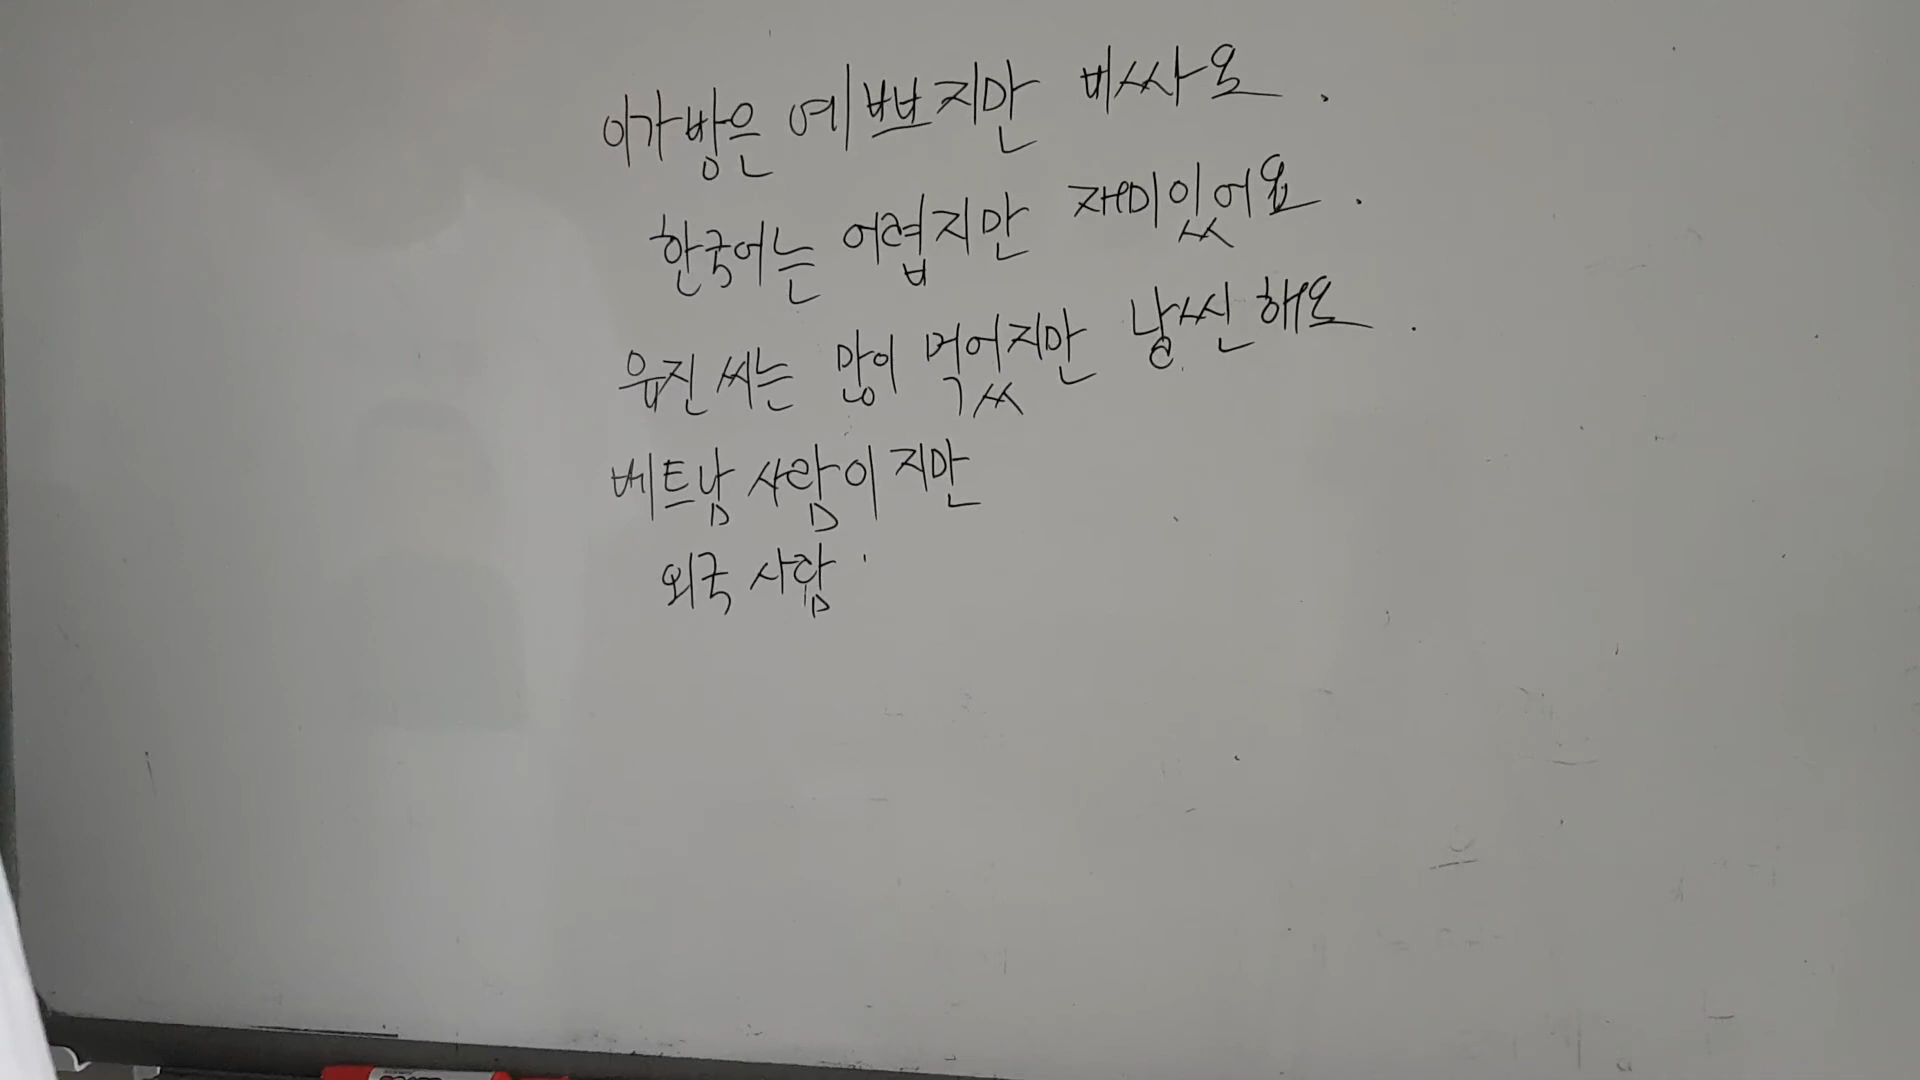 이가방은 예쁘지만 비싸요.
한국어는 어렵지만 재미있어요.
유진 씨는 많이 먹었지만 날씬해요.
베트남 사람이지만
외국 사람